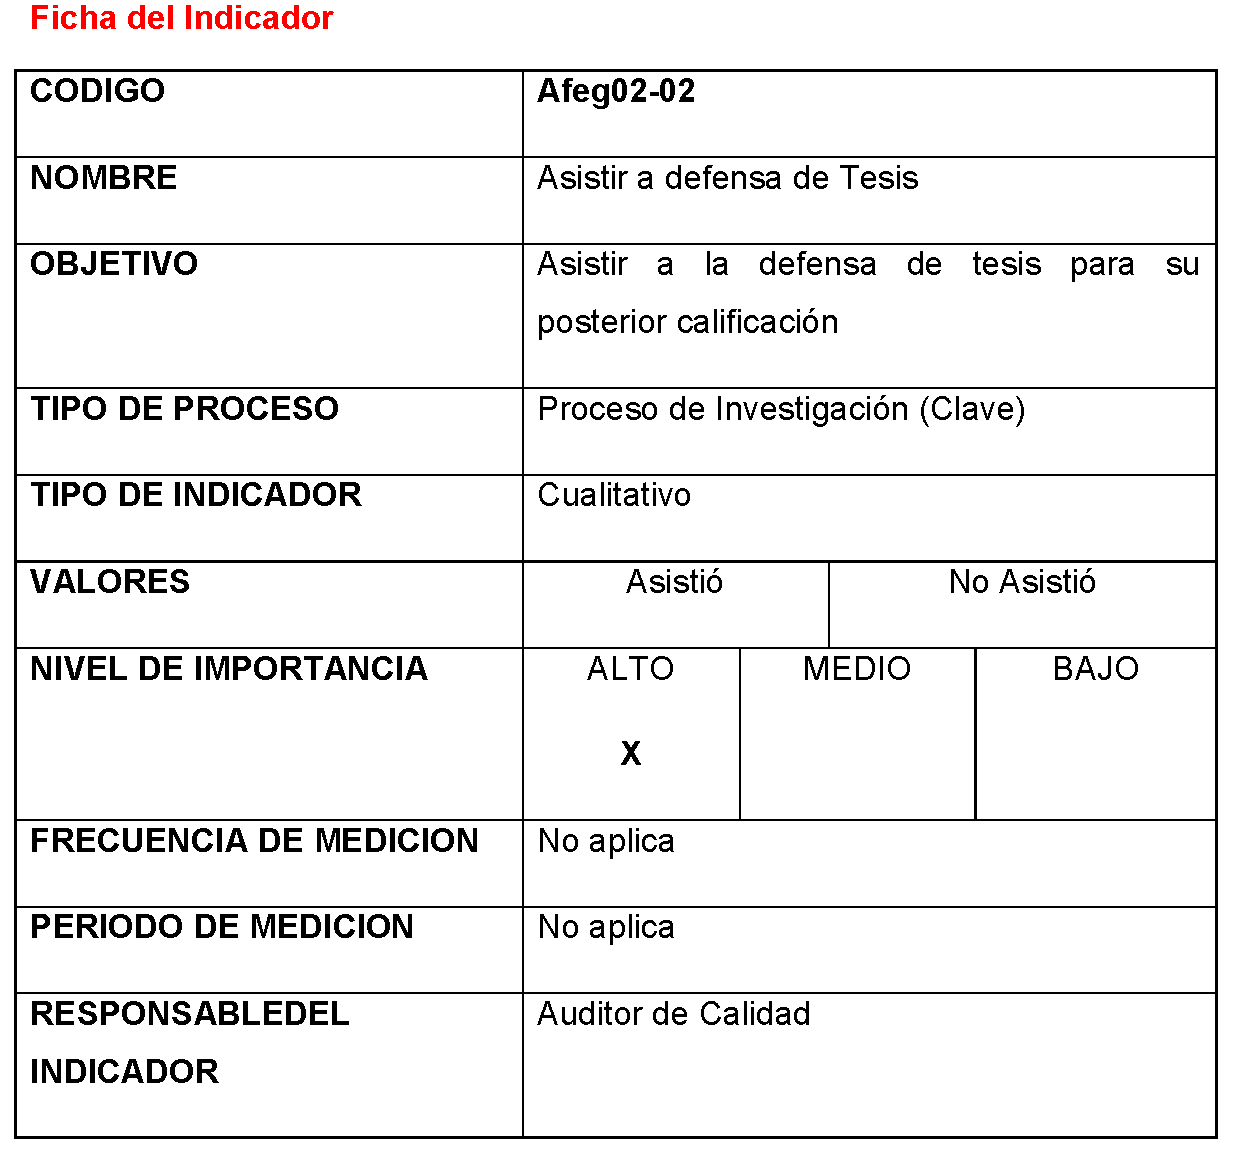 Ficha del Indicador
CODIGO Afeg02-02
NOMBRE Asistir a defensa de Tesis
OBJETIVO Asistir a la defensa de tesis para su
posterior calificación
TIPO DE PROCESO Proceso de Investigación (Clave)
TIPO DE INDICADOR Cualitativo
VALORES Asistió No Asistió
NIVEL DE IMPORTANCIA ALTO MEDIO BAJO
X
FRECUENCIA DE MEDICION No aplica
PERIODO DE MEDICION No aplica
RESPONSABLEDEL Auditor de Calidad
INDICADOR